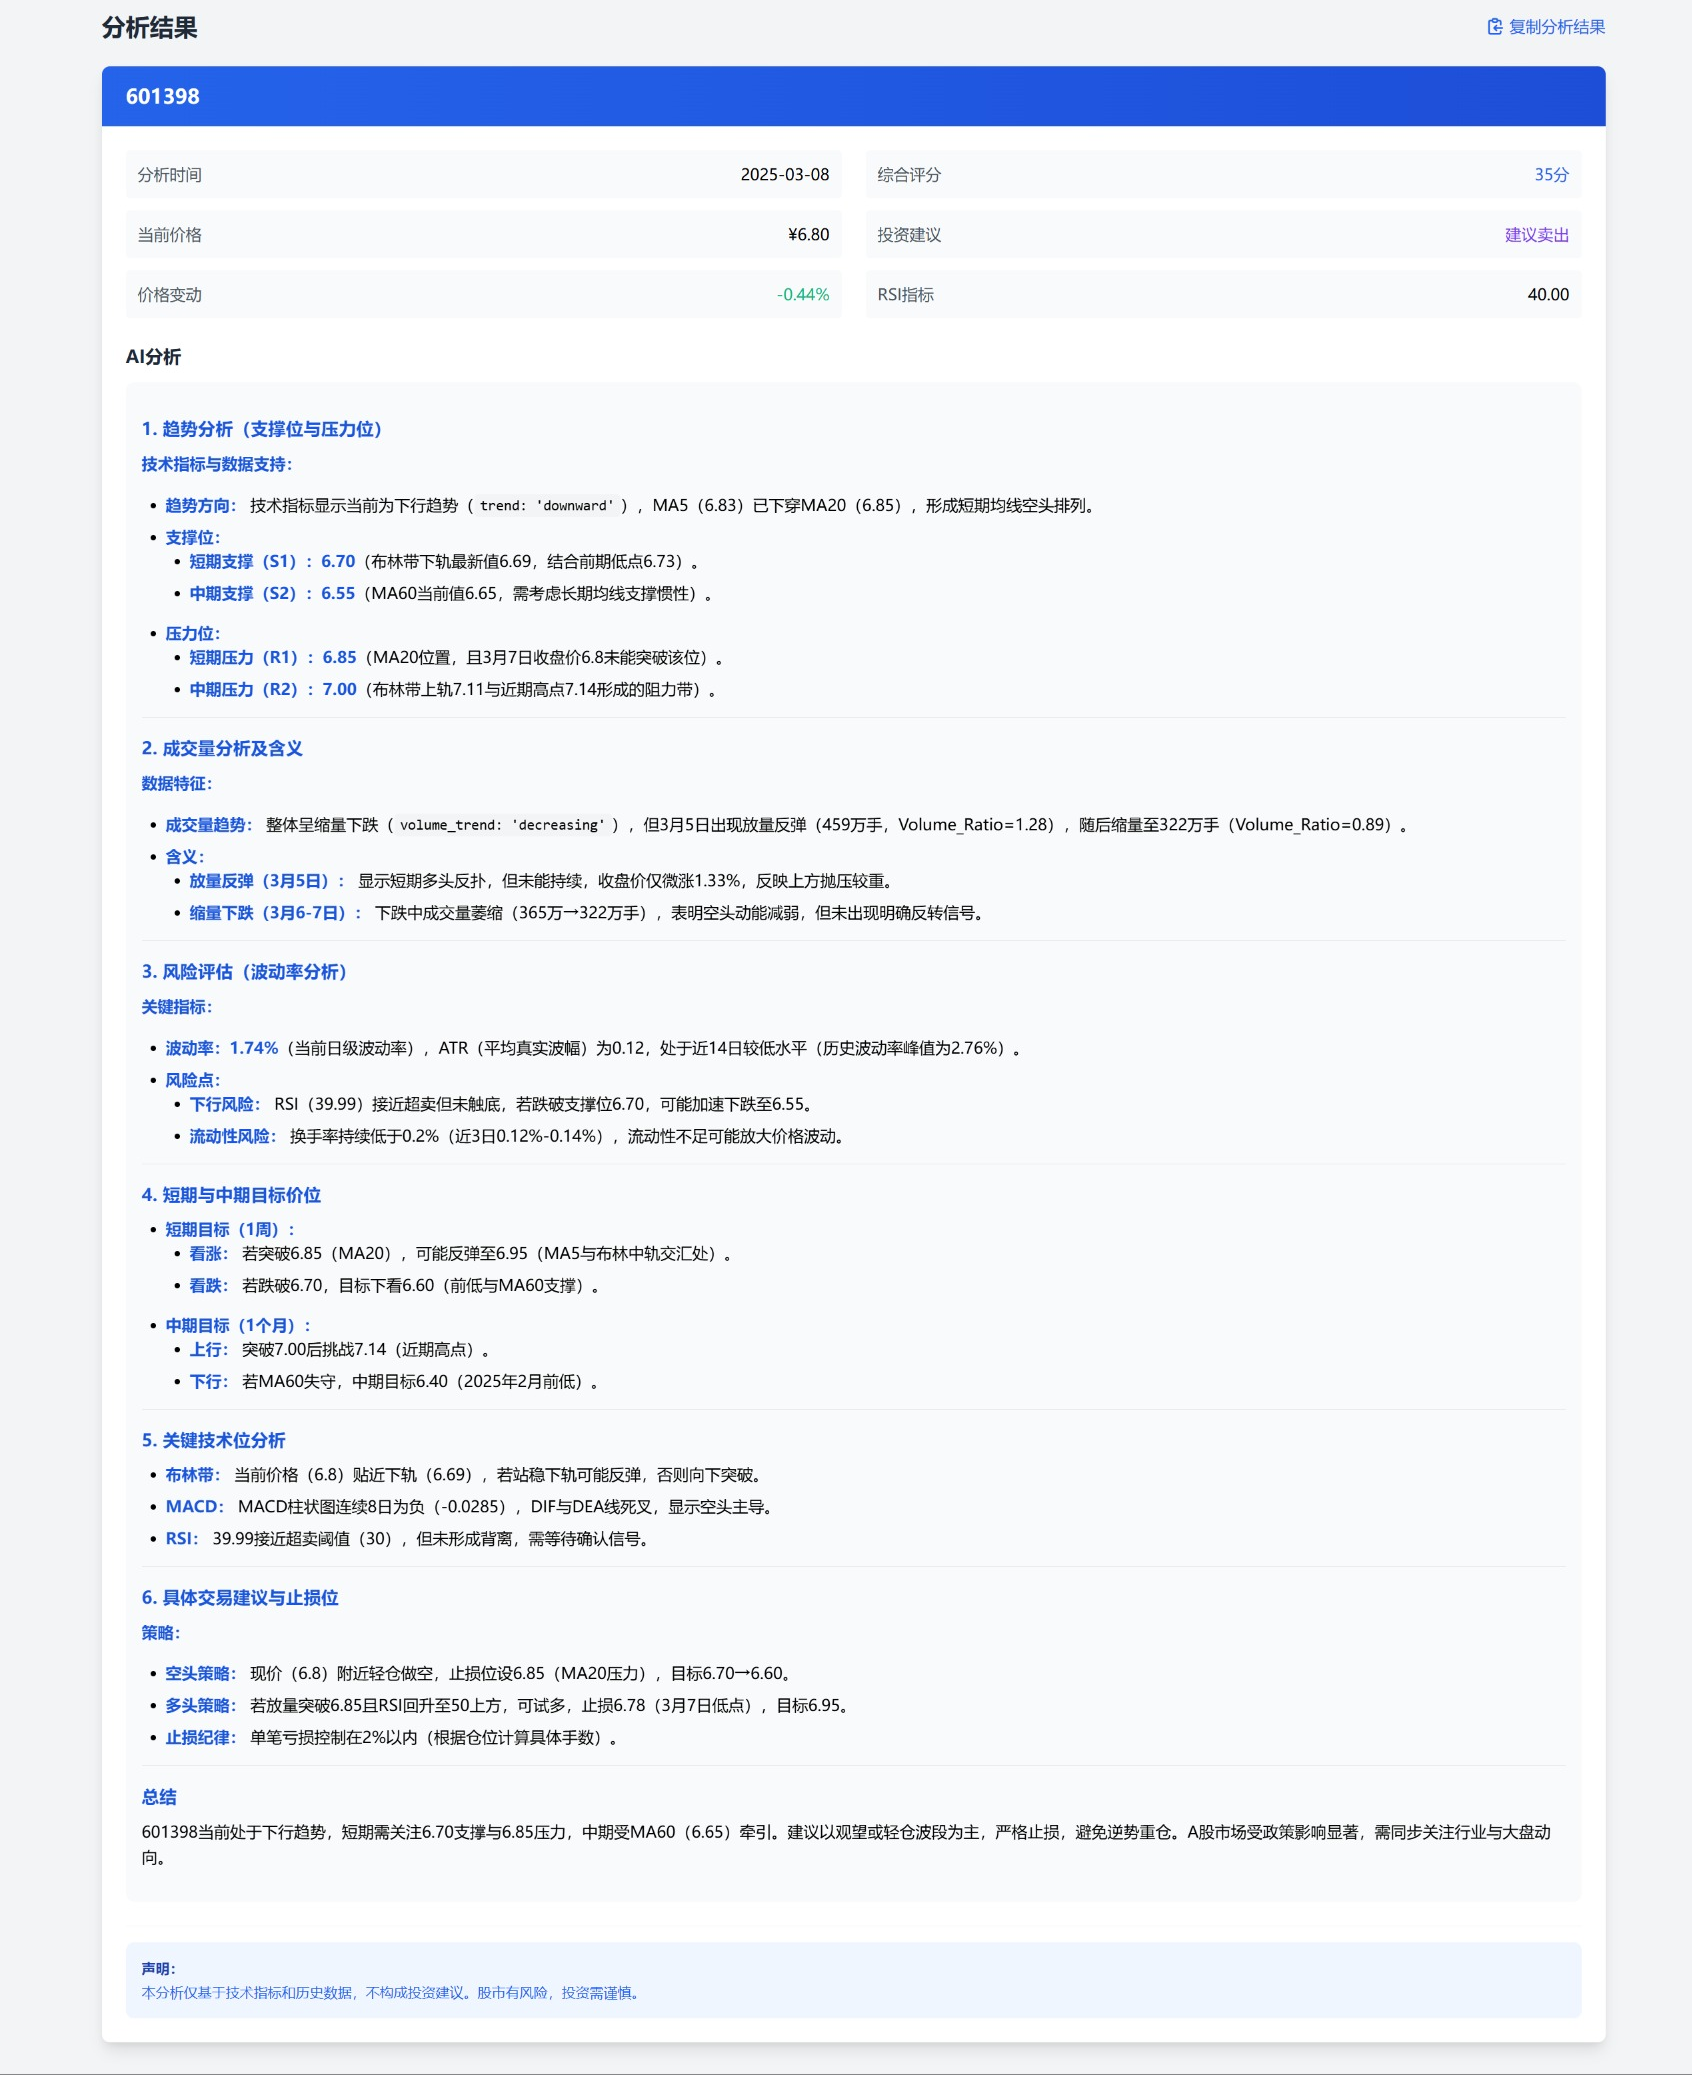 分析结果
复制分析结果
601398
分析时间 2025-03-08
综合评分 35分
当前价格 ¥6.80
投资建议 建议卖出
价格变动 -0.44%
RSI指标 40.00
AI分析
1. 趋势分析（支撑位与压力位）
技术指标与数据支持：
• 趋势方向： 技术指标显示当前为下行趋势（ trend: 'downward' ），MA5（6.83）已下穿MA20（6.85），形成短期均线空头排列。
• 支撑位：
• 短期支撑（S1）：6.70（布林带下轨最新值6.69，结合前期低点6.73）。
• 中期支撑（S2）：6.55（MA60当前值6.65，需考虑长期均线支撑惯性）。
• 压力位：
• 短期压力（R1）：6.85（MA20位置，且3月7日收盘价6.8未能突破该位）。
• 中期压力（R2）：7.00（布林带上轨7.11与近期高点7.14形成的阻力带）。
2. 成交量分析及含义
数据特征：
• 成交量趋势： 整体呈缩量下跌（ volume_trend: 'decreasing' ），但3月5日出现放量反弹（459万手，Volume_Ratio=1.28），随后缩量至322万手（Volume_Ratio=0.89）。
• 含义：
• 放量反弹（3月5日）： 显示短期多头反扑，但未能持续，收盘价仅微涨1.33%，反映上方抛压较重。
• 缩量下跌（3月6-7日）： 下跌中成交量萎缩（365万→322万手），表明空头动能减弱，但未出现明确反转信号。
3. 风险评估（波动率分析）
关键指标：
• 波动率：1.74%（当前日级波动率），ATR（平均真实波幅）为0.12，处于近14日较低水平（历史波动率峰值为2.76%）。
• 风险点：
• 下行风险： RSI（39.99）接近超卖但未触底，若跌破支撑位6.70，可能加速下跌至6.55。
• 流动性风险： 换手率持续低于0.2%（近3日0.12%-0.14%），流动性不足可能放大价格波动。
4. 短期与中期目标价位
• 短期目标（1周）：
• 看涨： 若突破6.85（MA20），可能反弹至6.95（MA5与布林中轨交汇处）。
• 看跌： 若跌破6.70，目标下看6.60（前低与MA60支撑）。
• 中期目标（1个月）：
• 上行： 突破7.00后挑战7.14（近期高点）。
• 下行： 若MA60失守，中期目标6.40（2025年2月前低）。
5. 关键技术位分析
• 布林带： 当前价格（6.8）贴近下轨（6.69），若站稳下轨可能反弹，否则向下突破。
• MACD： MACD柱状图连续8日为负（-0.0285），DIF与DEA线死叉，显示空头主导。
• RSI： 39.99接近超卖阈值（30），但未形成背离，需等待确认信号。
6. 具体交易建议与止损位
策略：
• 空头策略： 现价（6.8）附近轻仓做空，止损位设6.85（MA20压力），目标6.70→6.60。
• 多头策略： 若放量突破6.85且RSI回升至50上方，可试多，止损6.78（3月7日低点），目标6.95。
• 止损纪律： 单笔亏损控制在2%以内（根据仓位计算具体手数）。
总结
601398当前处于下行趋势，短期需关注6.70支撑与6.85压力，中期受MA60（6.65）牵引。建议以观望或轻仓波段为主，严格止损，避免逆势重仓。A股市场受政策影响显著，需同步关注行业与大盘动
向。
声明：
本分析仅基于技术指标和历史数据，不构成投资建议。股市有风险，投资需谨慎。